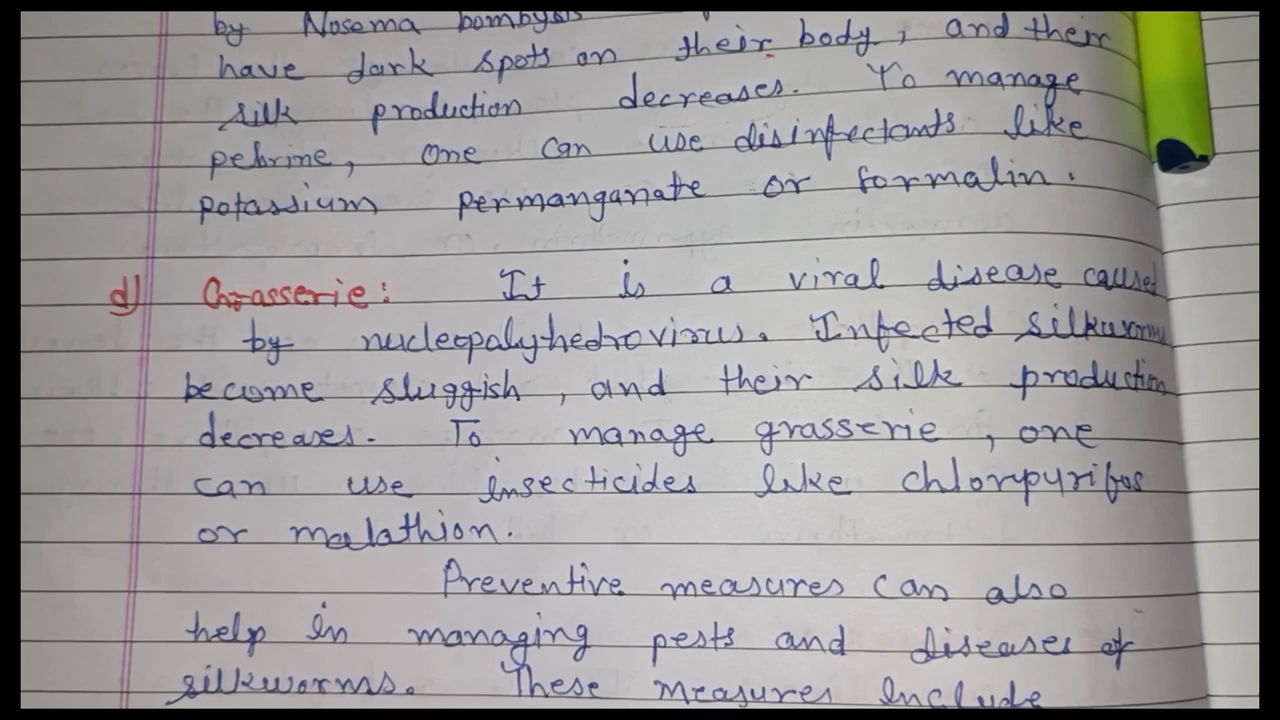 by Nosema bombysis
have dark spots on their body, and their
silk production decreases. To manage
pebrine, one can use disinfectants like
potassium permanganate or formalin.
d) Grasserie: It is a viral disease caused
by nucleopalyhedrovirus. Infected silkworms
become sluggish, and their silk production
decreases. To manage grasserie, one
can use insecticides like chlorpyrifos
or malathion.
Preventive measures can also
help in managing pests and diseases of
silkworms. These measures include